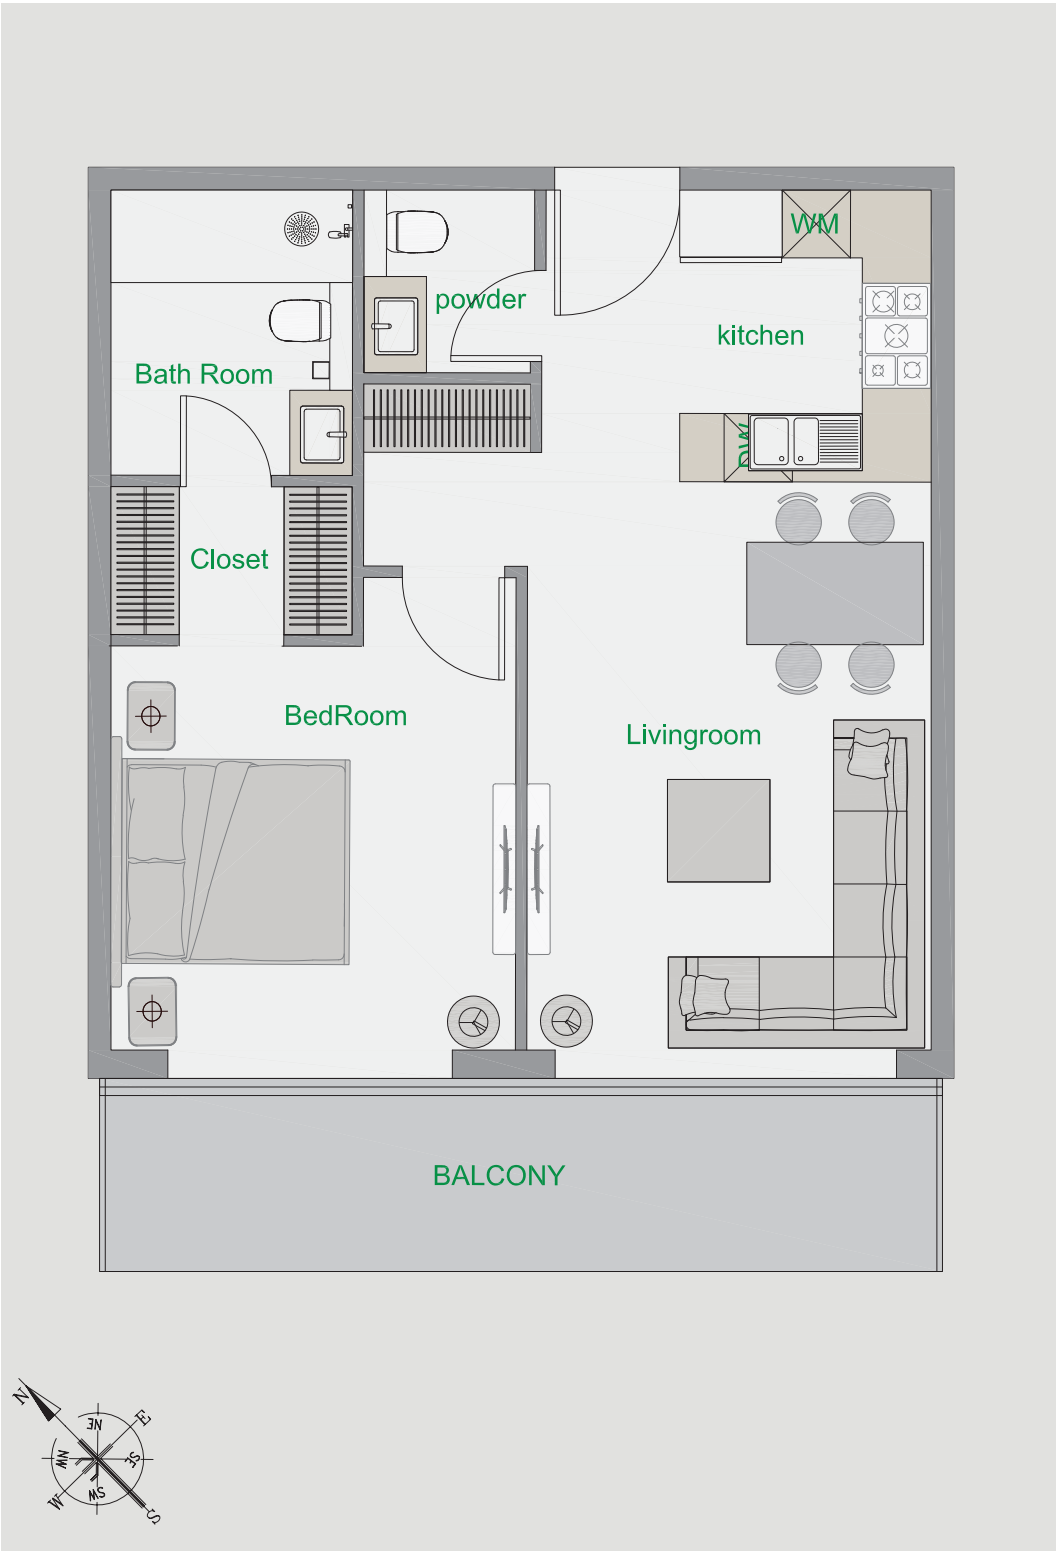 WM
powder
kitchen
Bath Room
DW
Closet
BedRoom
Livingroom
BALCONY
N
NE
E
NW
SE
W
SW
S